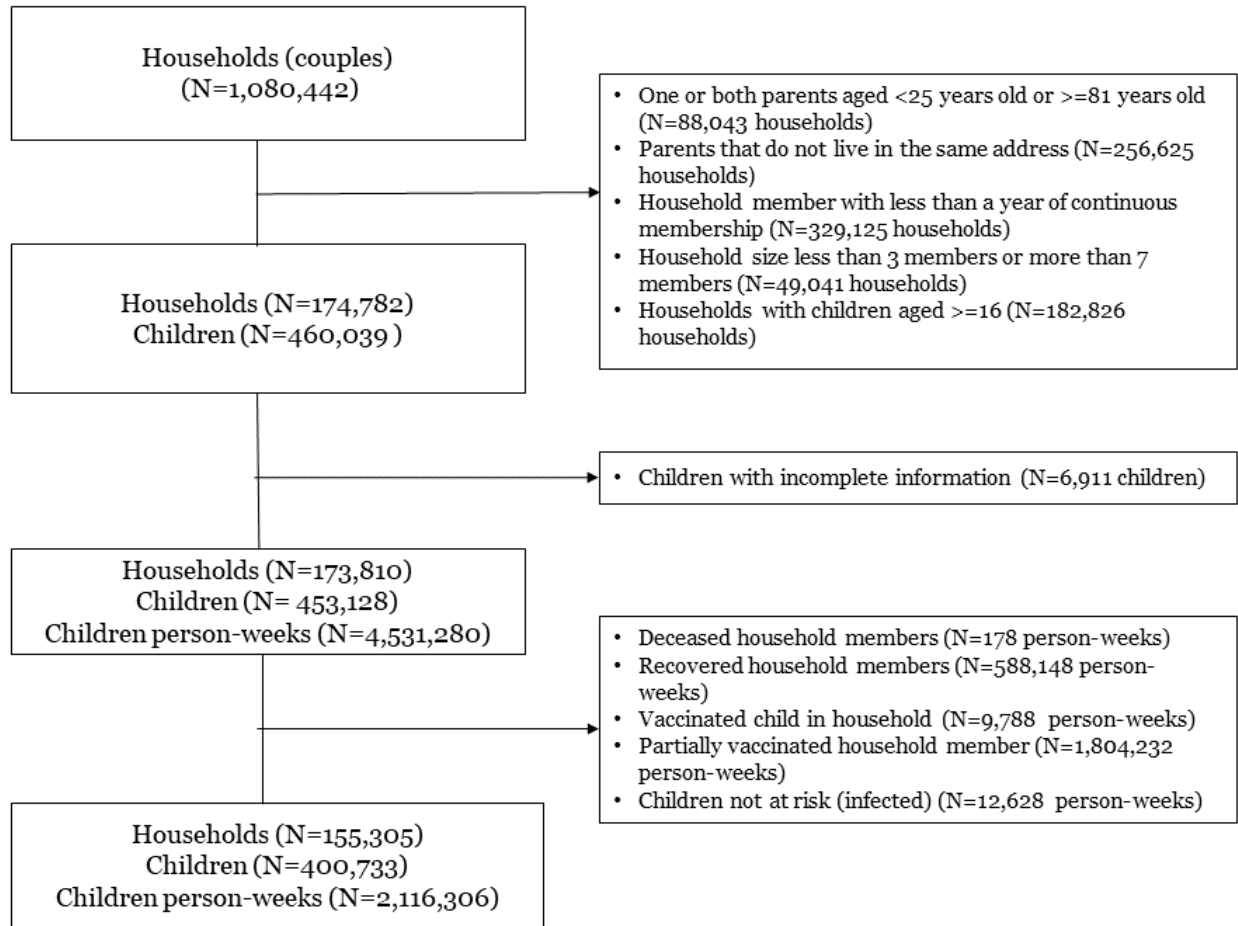 Households (couples)
(N=1,080,442)
• One or both parents aged <25 years old or >=81 years old
(N=88,043 households)
• Parents that do not live in the same address (N=256,625
households)
• Household member with less than a year of continuous
membership (N=329,125 households)
• Household size less than 3 members or more than 7
members (N=49,041 households)
• Households with children aged >=16 (N=182,826
households)
Households (N=174,782)
Children (N=460,039 )
• Children with incomplete information (N=6,911 children)
Households (N=173,810)
Children (N= 453,128)
Children person-weeks (N=4,531,280)
• Deceased household members (N=178 person-weeks)
• Recovered household members (N=588,148 person-
weeks)
• Vaccinated child in household (N=9,788 person-weeks)
• Partially vaccinated household member (N=1,804,232
person-weeks)
• Children not at risk (infected) (N=12,628 person-weeks)
Households (N=155,305)
Children (N=400,733)
Children person-weeks (N=2,116,306)